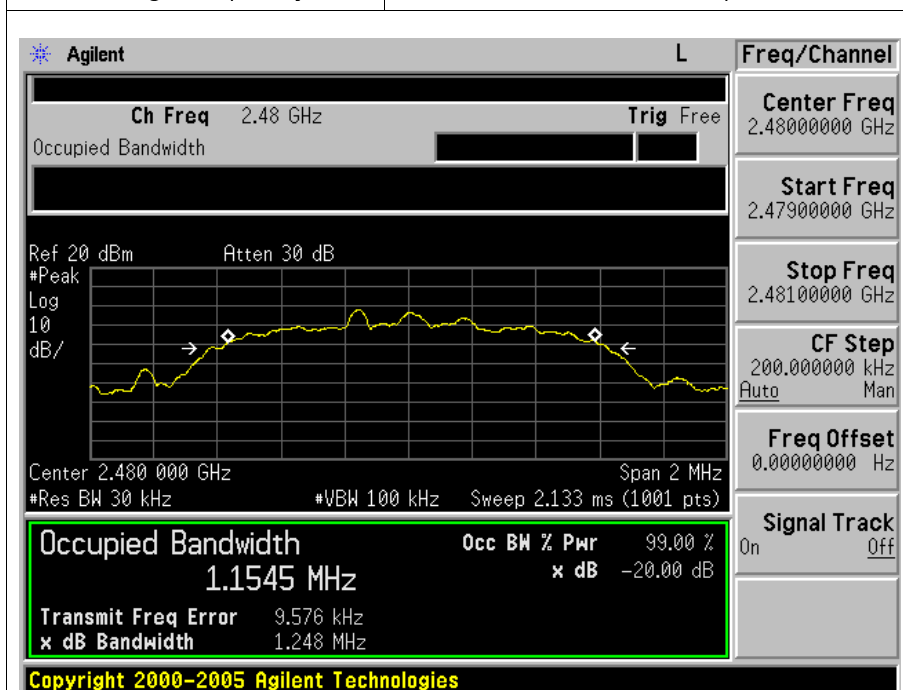 Agilent L
Ch Freq 2.48 GHz Trig Free
Occupied Bandwidth
Ref 20 dBm Atten 30 dB
#Peak
Log
10
dB/
Center 2.480 000 GHz Span 2 MHz
#Res BW 30 kHz #VBW 100 kHz Sweep 2.133 ms (1001 pts)
Occupied Bandwidth Occ BW % Pwr 99.00 %
1.1545 MHz x dB -20.00 dB
Transmit Freq Error 9.576 kHz
x dB Bandwidth 1.248 MHz
Copyright 2000-2005 Agilent Technologies
Freq/Channel
Center Freq
2.48000000 GHz
Start Freq
2.47900000 GHz
Stop Freq
2.48100000 GHz
CF Step
200.000000 kHz
Auto Man
Freq Offset
0.00000000 Hz
Signal Track
On Off